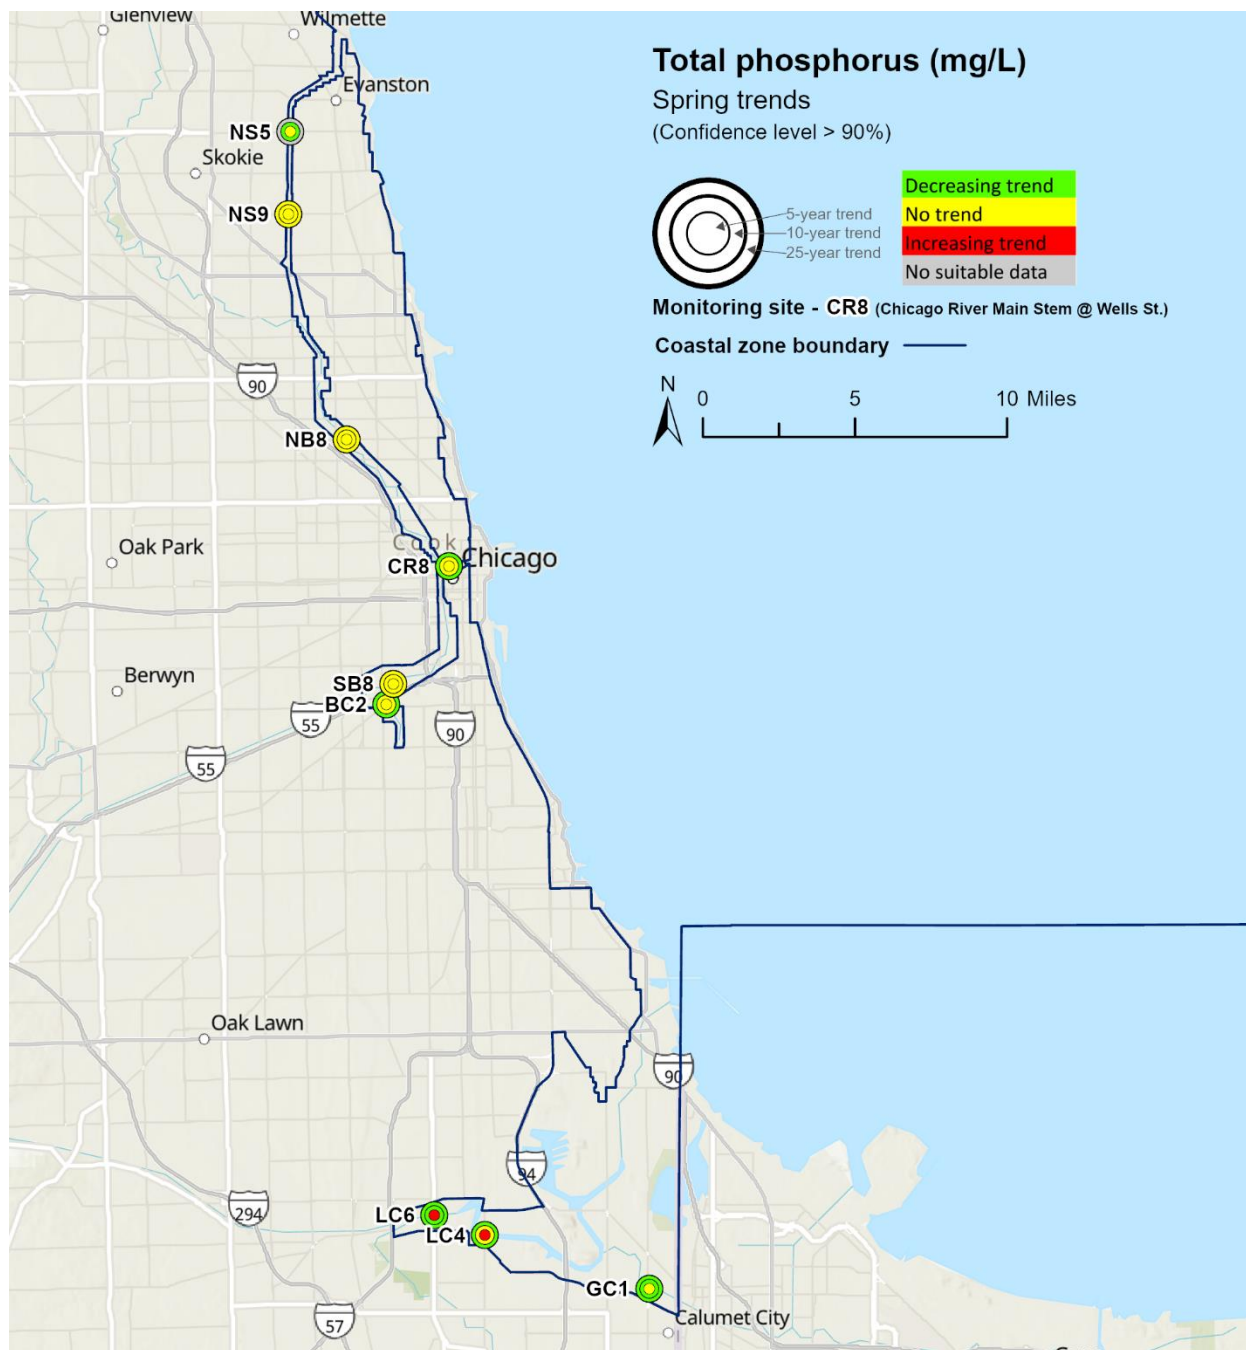 Glenview
Wilmette
Evanston
NS5
Skokie
NS9
90
NB8
Oak Park
Cook
Chicago
CR8
Berwyn
SB8
BC2
55
90
55
Oak Lawn
90
94
294
LC6
LC4
GC1
57
Calumet City
Total phosphorus (mg/L)
Spring trends
(Confidence level > 90%)
5-year trend
10-year trend
25-year trend
Decreasing trend
No trend
Increasing trend
No suitable data
Monitoring site - CR8 (Chicago River Main Stem @ Wells St.)
Coastal zone boundary
N
0 5 10 Miles